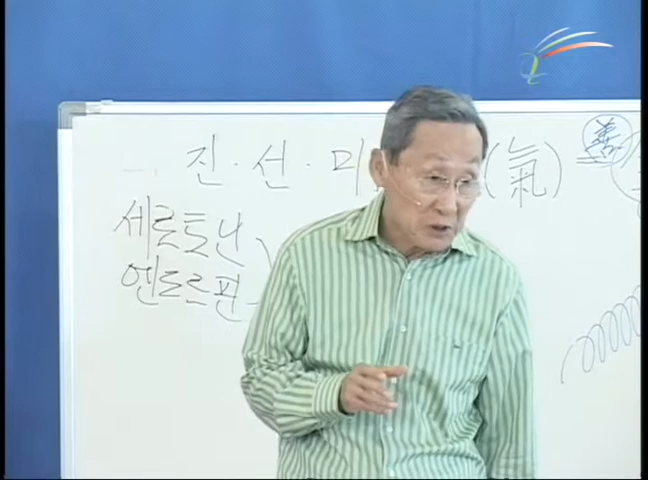 진·선·미 (氣) = 善
세로토닌
엔도르핀